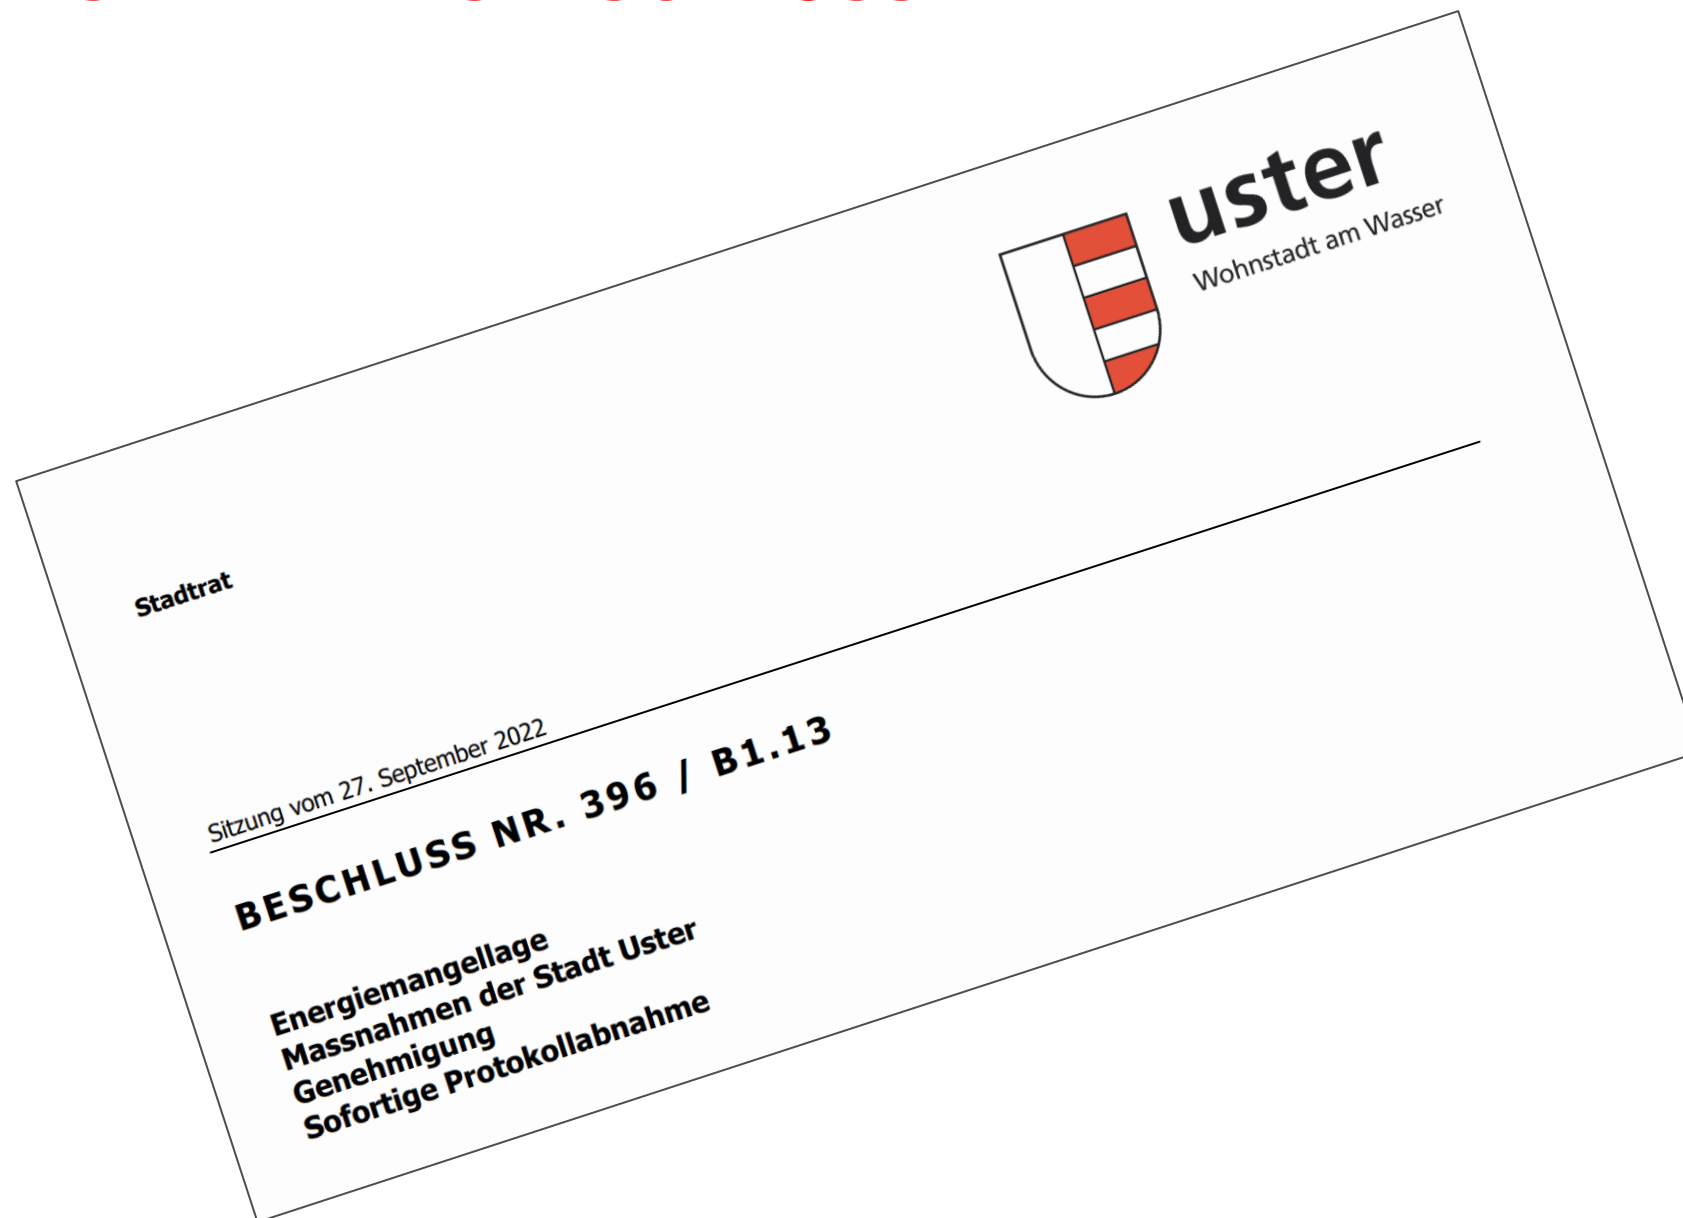 uster
Wohnstadt am Wasser
Stadtrat
Sitzung vom 27. September 2022
BESCHLUSS NR. 396 / B1.13
Energiemangellage
Massnahmen der Stadt Uster
Genehmigung
Sofortige Protokollabnahme